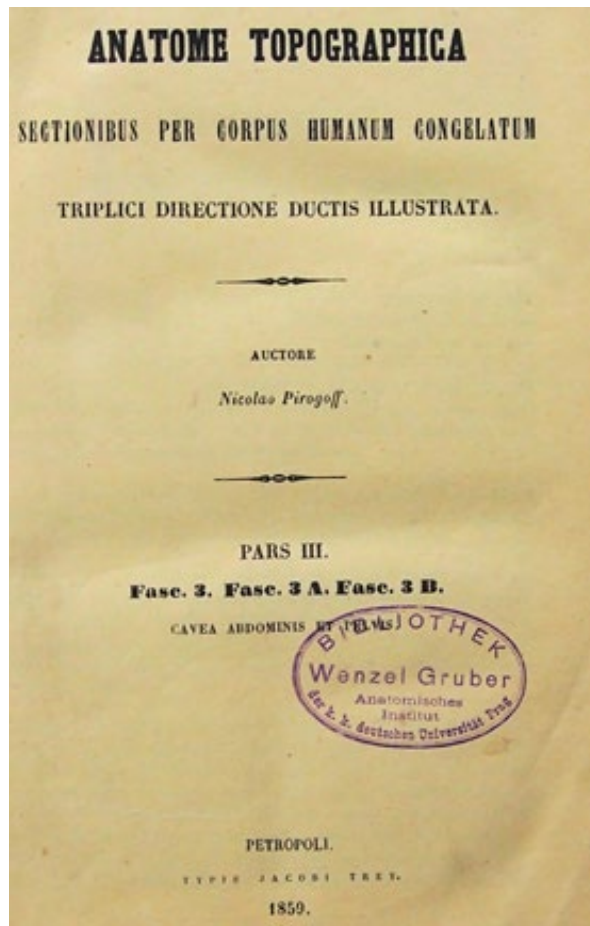 ANATOME TOPOGRAPHICA
SECTIONIBUS PER CORPUS HUMANUM CONGELATUM
TRIPLICI DIRECTIONE DUCTIS ILLUSTRATA.
AUCTORE
Nicolao Pirogoff.
PARS III.
Fasc. 3. Fasc. 3 A. Fasc. 3 B.
CAVEA ABDOMINIS ET PELVIS.
BIBLIOTHEK
Wenzel Gruber
Anatomisches
Institut
der k. k. deutschen Universität Prag
PETROPOLI.
TYPIS JACOBI TREY.
1859.